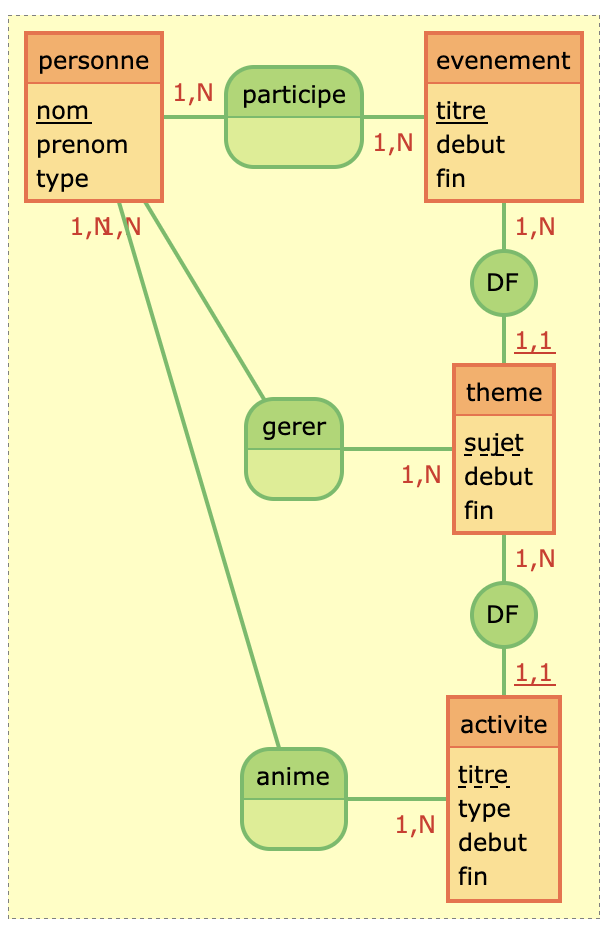 personne
nom
prenom
type
1,N
participe
1,N
evenement
titre
debut
fin
1,N
1,N
1,N
DF
1,1
theme
sujet
debut
fin
gerer
1,N
1,N
DF
1,1
activite
titre
type
debut
fin
anime
1,N